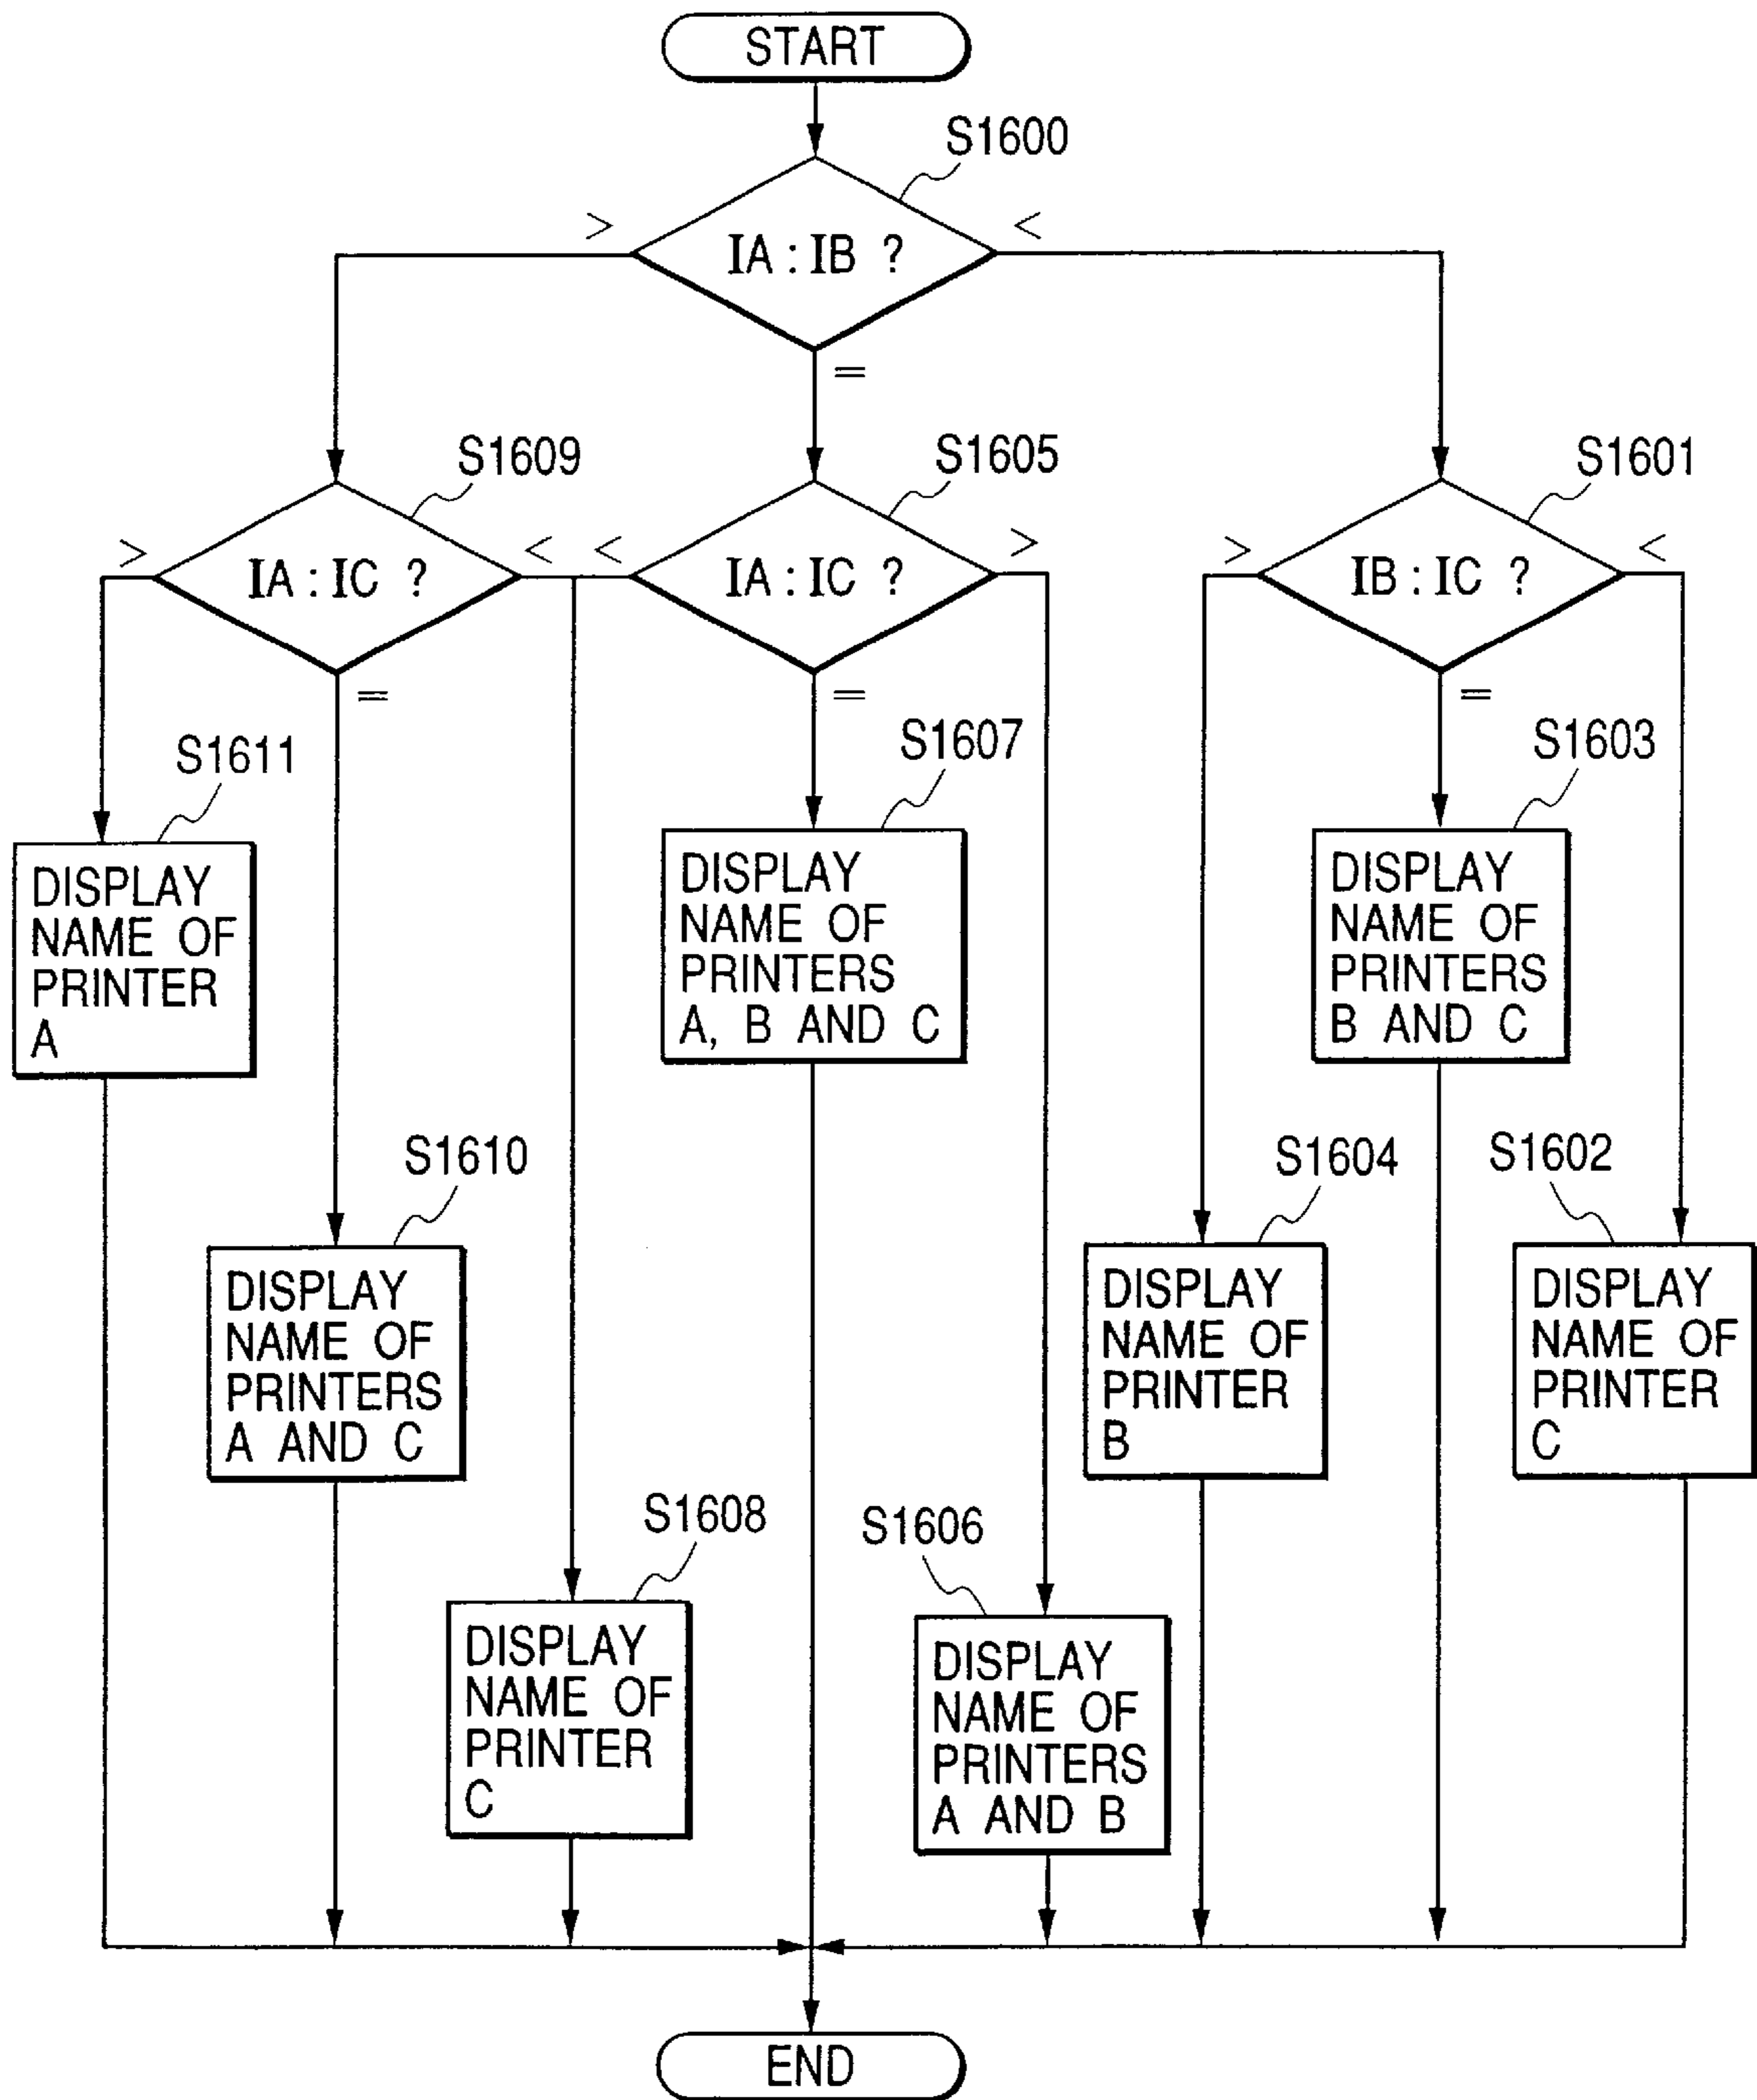 START
S1600
>
<
IA : IB ?
=
S1609
S1605
S1601
>
IA : IC ?
<
<
IA : IC ?
>
>
IB : IC ?
<
=
=
=
S1611
S1607
S1603
DISPLAY
NAME OF
PRINTER
A
DISPLAY
NAME OF
PRINTERS
A, B AND C
DISPLAY
NAME OF
PRINTERS
B AND C
S1610
S1604
S1602
DISPLAY
NAME OF
PRINTERS
A AND C
DISPLAY
NAME OF
PRINTER
B
DISPLAY
NAME OF
PRINTER
C
S1608
S1606
DISPLAY
NAME OF
PRINTER
C
DISPLAY
NAME OF
PRINTERS
A AND B
END